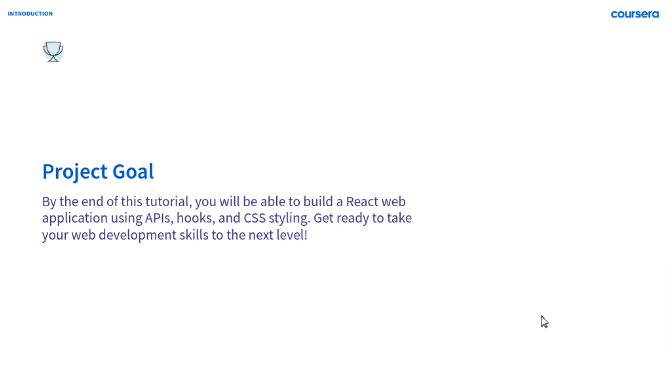 INTRODUCTION
coursera
Project Goal
By the end of this tutorial, you will be able to build a React web
application using APIs, hooks, and CSS styling. Get ready to take
your web development skills to the next level!